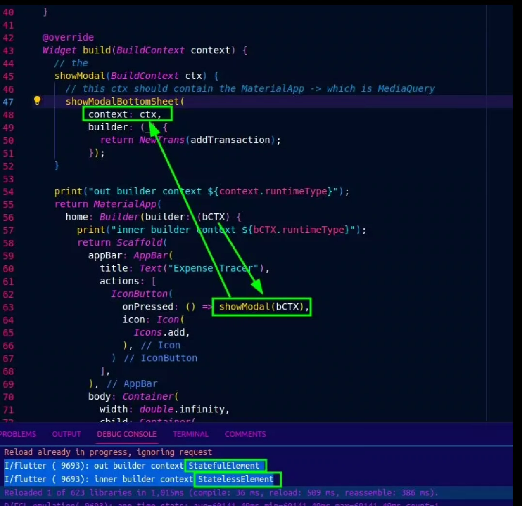 40 }
41
42 @override
43 Widget build(BuildContext context) {
44 // the
45 showModal(BuildContext ctx) {
46 // this ctx should contain the MaterialApp -> which is MediaQuery
47 showModalBottomSheet(
48 context: ctx,
49 builder: (_) {
50 return NewTrans(addTransaction);
51 });
52 }
53
54 print("out builder context ${context.runtimeType}");
55 return MaterialApp(
56 home: Builder(builder: (bCTX) {
57 print("inner builder context ${bCTX.runtimeType}");
58 return Scaffold(
59 appBar: AppBar(
60 title: Text("Expense Tracer"),
61 actions: [
62 IconButton(
63 onPressed: () => showModal(bCTX),
64 icon: Icon(
65 Icons.add,
66 ), // Icon
67 ) // IconButton
68 ],
69 ), // AppBar
70 body: Container(
71 width: double.infinity,
72 child: Container(
PROBLEMS OUTPUT DEBUG CONSOLE TERMINAL COMMENTS
Reload already in progress, ignoring request
I/flutter ( 9693): out builder context StatefulElement
I/flutter ( 9693): inner builder context StatelessElement
Reloaded 1 of 623 libraries in 1,015ms (compile: 36 ms, reload: 509 ms, reassemble: 386 ms).